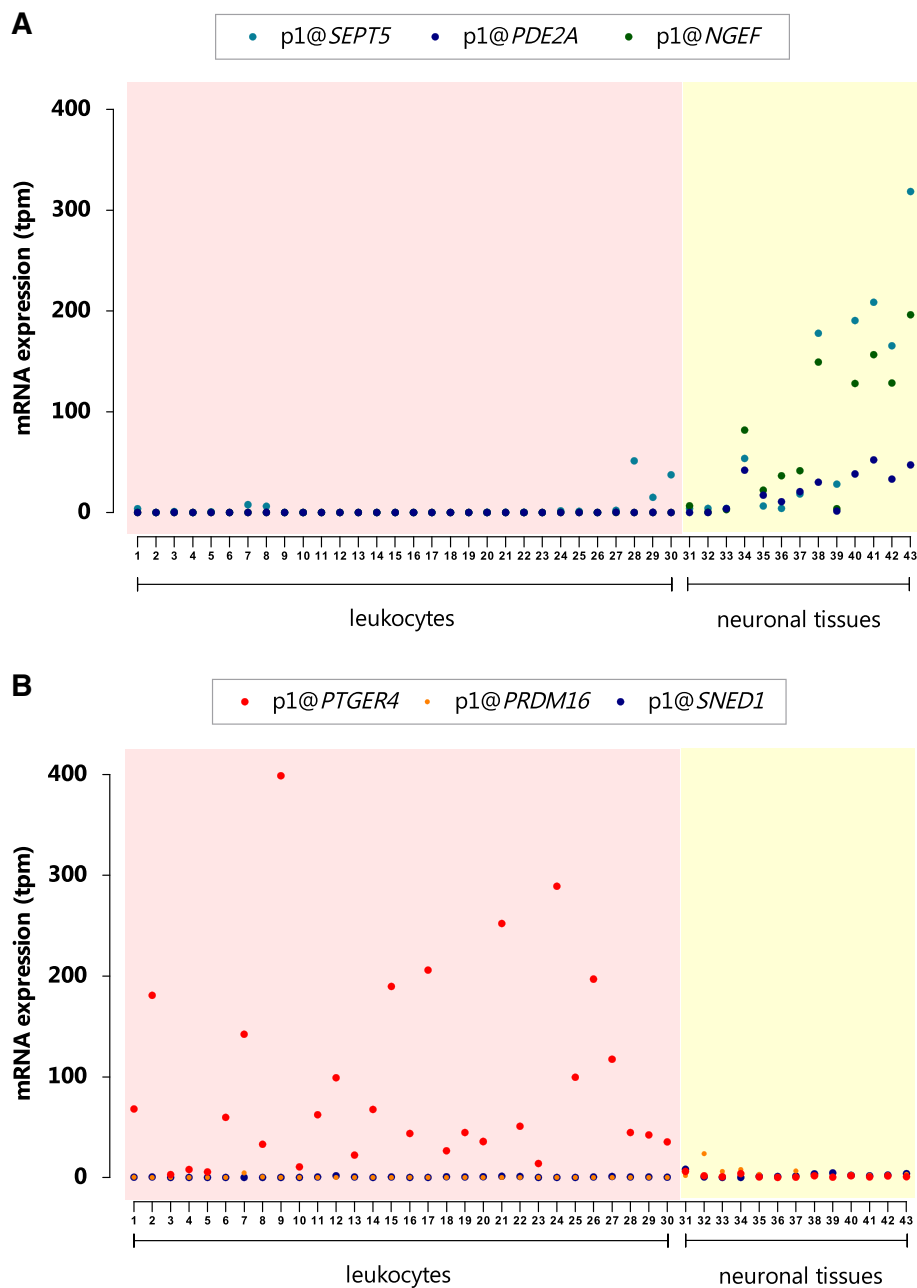 A
p1@SEPT5 p1@PDE2A p1@NGEF
400
300
200
100
0
mRNA expression (tpm)
1 2 3 4 5 6 7 8 9 10 11 12 13 14 15 16 17 18 19 20 21 22 23 24 25 26 27 28 29 30 31 32 33 34 35 36 37 38 39 40 41 42 43
leukocytes neuronal tissues
B
p1@PTGER4 p1@PRDM16 p1@SNED1
400
300
200
100
0
mRNA expression (tpm)
1 2 3 4 5 6 7 8 9 10 11 12 13 14 15 16 17 18 19 20 21 22 23 24 25 26 27 28 29 30 31 32 33 34 35 36 37 38 39 40 41 42 43
leukocytes neuronal tissues